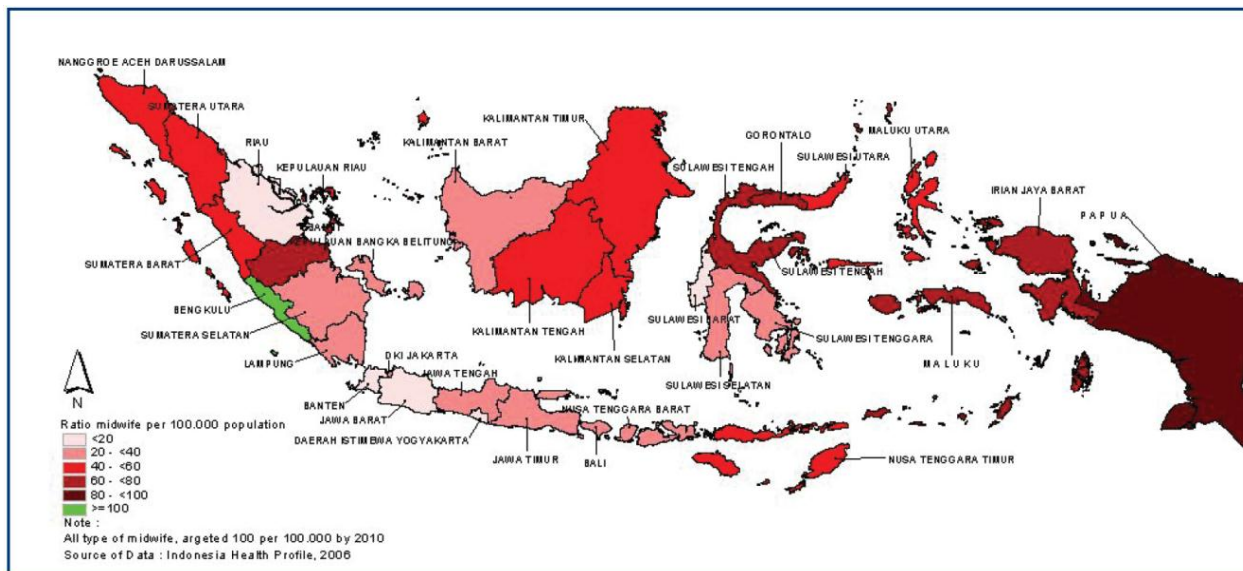 NANGGROE ACEH DARUSSALAM
SUMATERA UTARA
RIAU
KEPULAUAN RIAU
KALIMANTAN BARAT
KALIMANTAN TIMUR
GORONTALO
MALUKU UTARA
SULAWESI TENGAH
SULAWESI UTARA
IRIAN JAYA BARAT
PAPUA
KEPULAUAN BANGKA BELITUNG
SUMATERA BARAT
SULAWESI TENGAH
BENGKULU
SULAWESI BARAT
SUMATERA SELATAN
KALIMANTAN TENGAH
SULAWESI TENGGARA
LAMPUNG
DKI JAKARTA
KALIMANTAN SELATAN
MALUKU
JAWA TENGAH
SULAWESI SELATAN
BANTEN
NUSA TENGGARA BARAT
JAWA BARAT
DAERAH ISTIMEWA YOGYAKARTA
JAWA TIMUR
BALI
NUSA TENGGARA TIMUR
N
Ratio midwife per 100.000 population
<20
20 - <40
40 - <60
60 - <80
80 - <100
>=100
Note :
All type of midwife, argeted 100 per 100.000 by 2010
Source of Data : Indonesia Health Profile, 2006